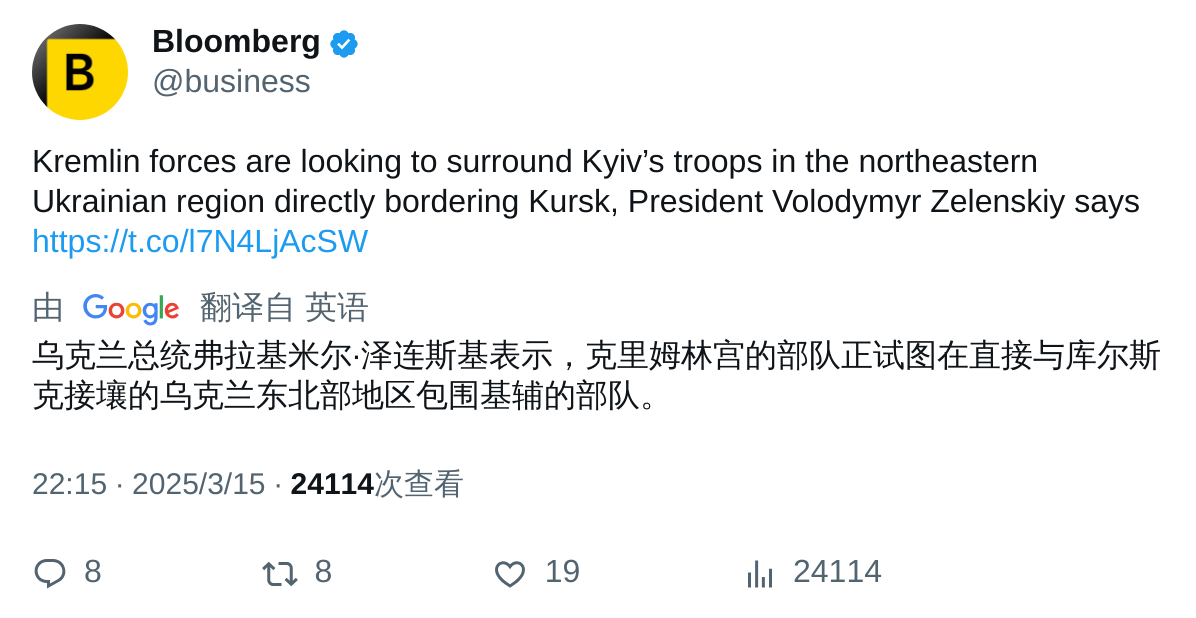 B
Bloomberg
@business
Kremlin forces are looking to surround Kyiv’s troops in the northeastern
Ukrainian region directly bordering Kursk, President Volodymyr Zelenskiy says
https://t.co/l7N4LjAcSW
由 Google 翻译自 英语
乌克兰总统弗拉基米尔·泽连斯基表示，克里姆林宫的部队正试图在直接与库尔斯
克接壤的乌克兰东北部地区包围基辅的部队。
22:15 · 2025/3/15 · 24114次查看
8 8 19 24114